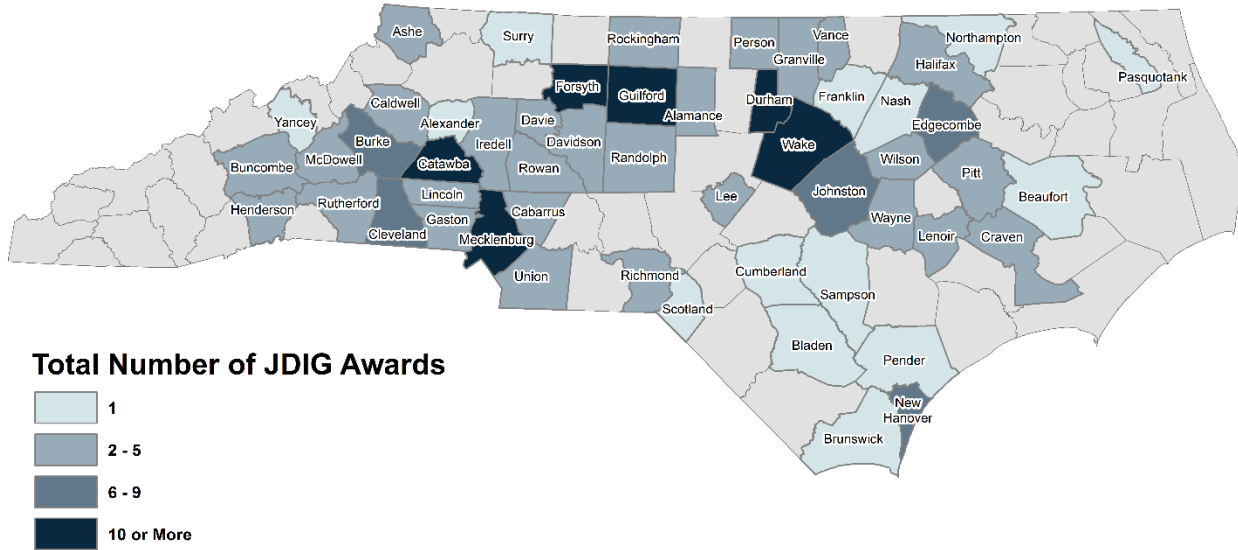 Ashe
Surry
Rockingham
Person
Vance
Granville
Northampton
Halifax
Pasquotank
Forsyth
Guilford
Alamance
Durham
Franklin
Nash
Edgecombe
Yancey
Caldwell
Alexander
Davie
Iredell
Davidson
Burke
McDowell
Buncombe
Catawba
Rowan
Randolph
Wake
Wilson
Pitt
Beaufort
Lincoln
Lee
Johnston
Henderson
Rutherford
Cleveland
Gaston
Cabarrus
Mecklenburg
Wayne
Lenoir
Craven
Union
Richmond
Scotland
Cumberland
Sampson
Bladen
Pender
New
Hanover
Brunswick
Total Number of JDIG Awards
1
2 - 5
6 - 9
10 or More